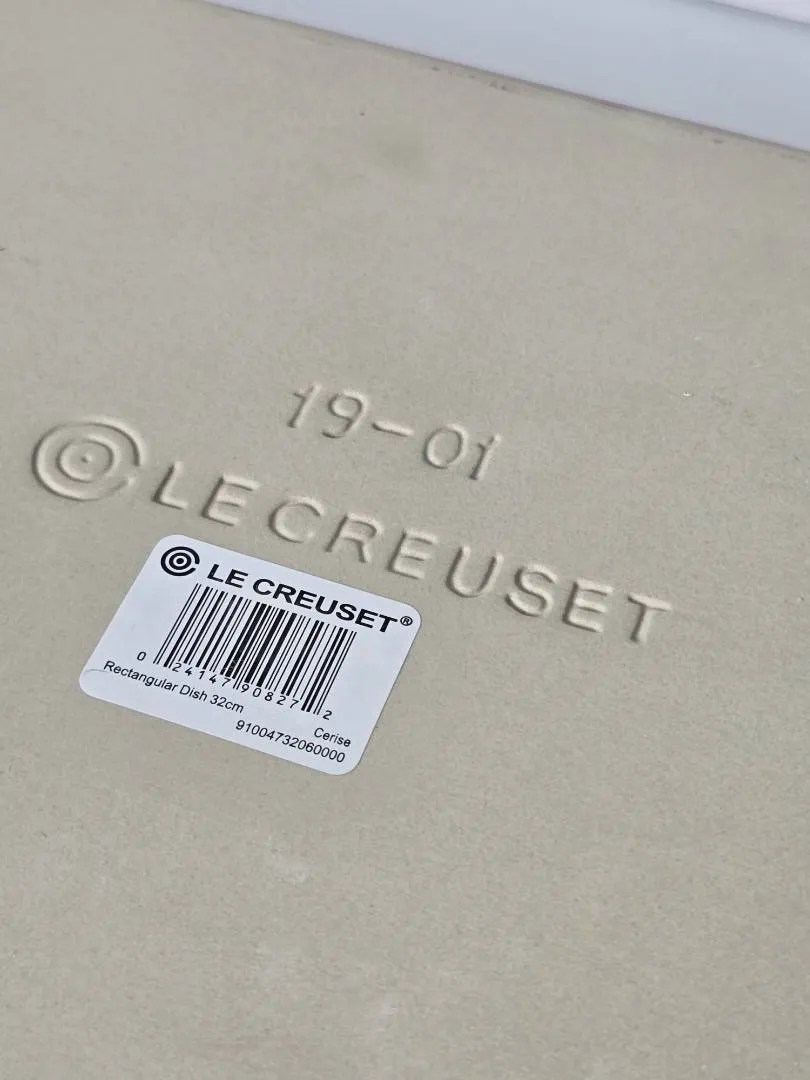 19-01
LE CREUSET
LE CREUSET®
0 24147 90827 2
Rectangular Dish 32cm
Cerise
91004732060000